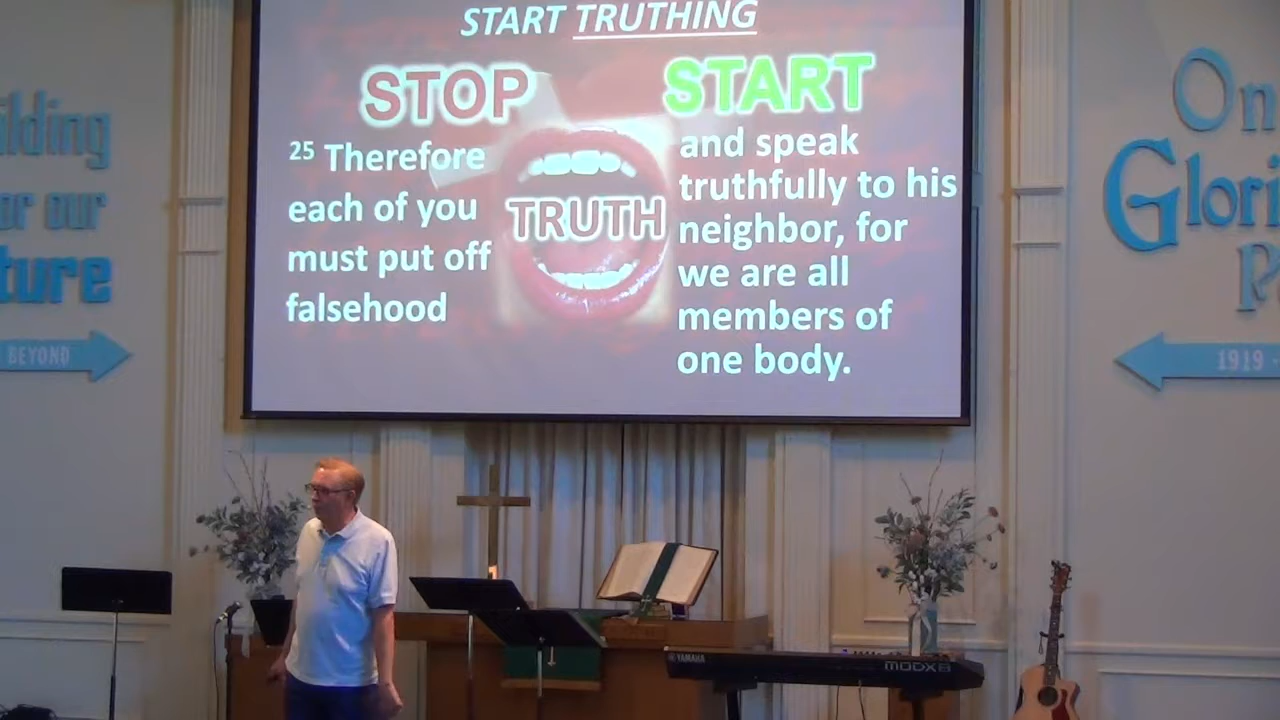 START TRUTHING
STOP
25 Therefore
each of you
must put off
falsehood
TRUTH
START
and speak
truthfully to his
neighbor, for
we are all
members of
one body.
ilding
or our
ture
BEYOND
On
Glori
P
1919 -
YAMAHA
MODX8